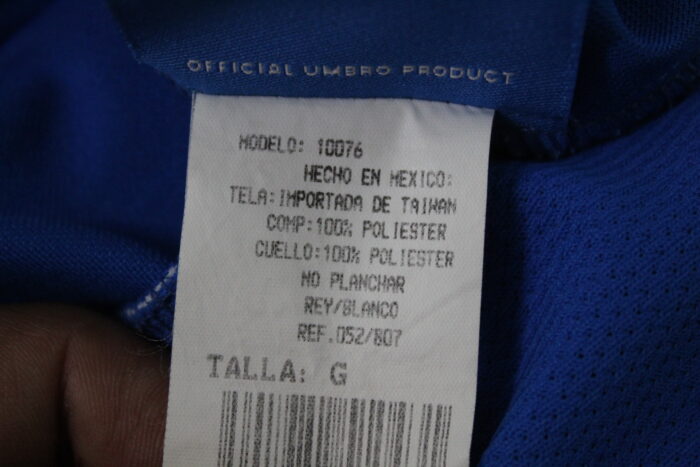 OFFICIAL UMBRO PRODUCT
MODELO: 10076
HECHO EN MEXICO:
TELA:IMPORTADA DE TAIWAN
COMP:100% POLIESTER
CUELLO:100% POLIESTER
NO PLANCHAR
REY/BLANCO
REF.052/807
TALLA: G